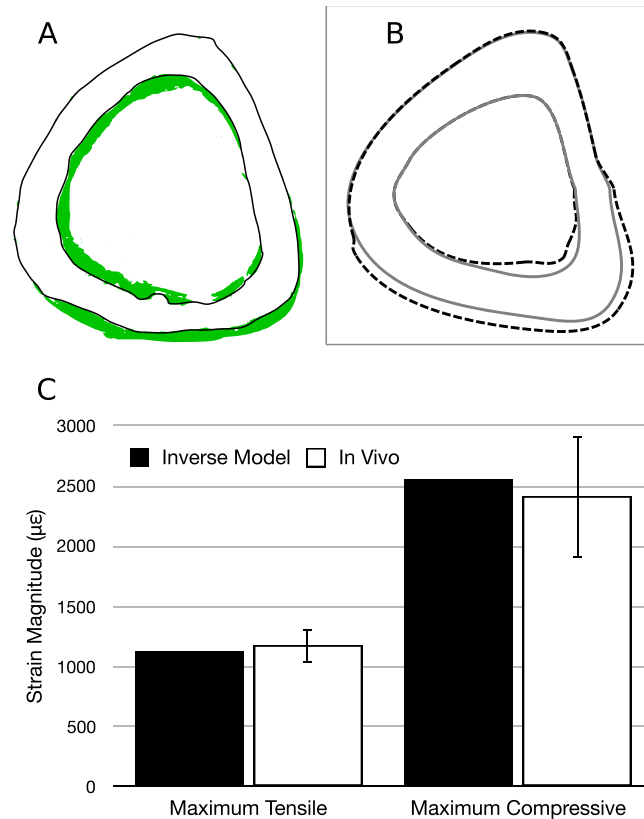 A
B
C
3000
Inverse Model
In Vivo
2500
2000
1500
1000
500
0
Strain Magnitude (με)
Maximum Tensile
Maximum Compressive